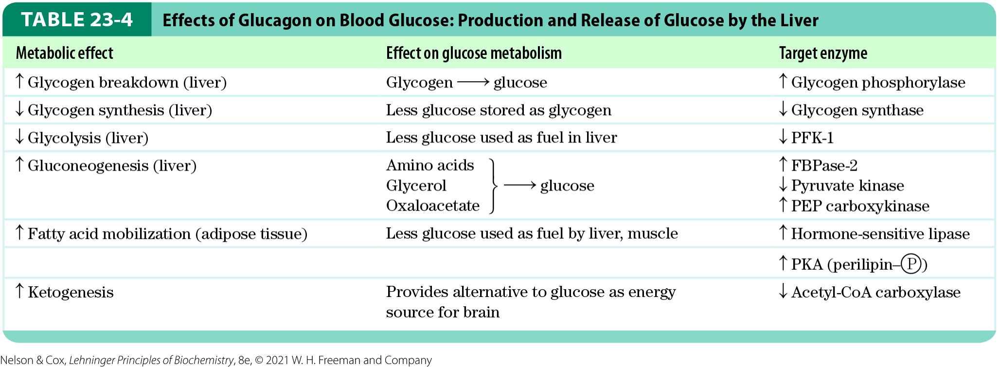 TABLE 23-4 Effects of Glucagon on Blood Glucose: Production and Release of Glucose by the Liver
Metabolic effect Effect on glucose metabolism Target enzyme
↑ Glycogen breakdown (liver) Glycogen ⟶ glucose ↑ Glycogen phosphorylase
↓ Glycogen synthesis (liver) Less glucose stored as glycogen ↓ Glycogen synthase
↓ Glycolysis (liver) Less glucose used as fuel in liver ↓ PFK-1
↑ Gluconeogenesis (liver) Amino acids ↑ FBPase-2
Glycerol ⟶ glucose ↓ Pyruvate kinase
Oxaloacetate ↑ PEP carboxykinase
↑ Fatty acid mobilization (adipose tissue) Less glucose used as fuel by liver, muscle ↑ Hormone-sensitive lipase
↑ PKA (perilipin–Ⓟ)
↑ Ketogenesis Provides alternative to glucose as energy ↓ Acetyl-CoA carboxylase
source for brain
Nelson & Cox, Lehninger Principles of Biochemistry, 8e, © 2021 W. H. Freeman and Company